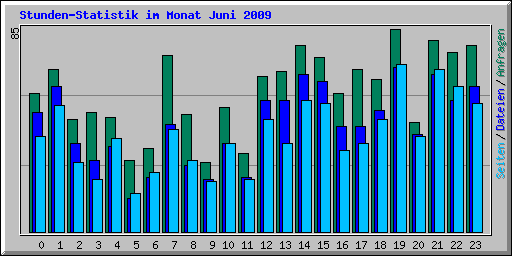 Stunden-Statistik im Monat Juni 2009
85
Seiten/Dateien/Anfragen
0 1 2 3 4 5 6 7 8 9 10 11 12 13 14 15 16 17 18 19 20 21 22 23